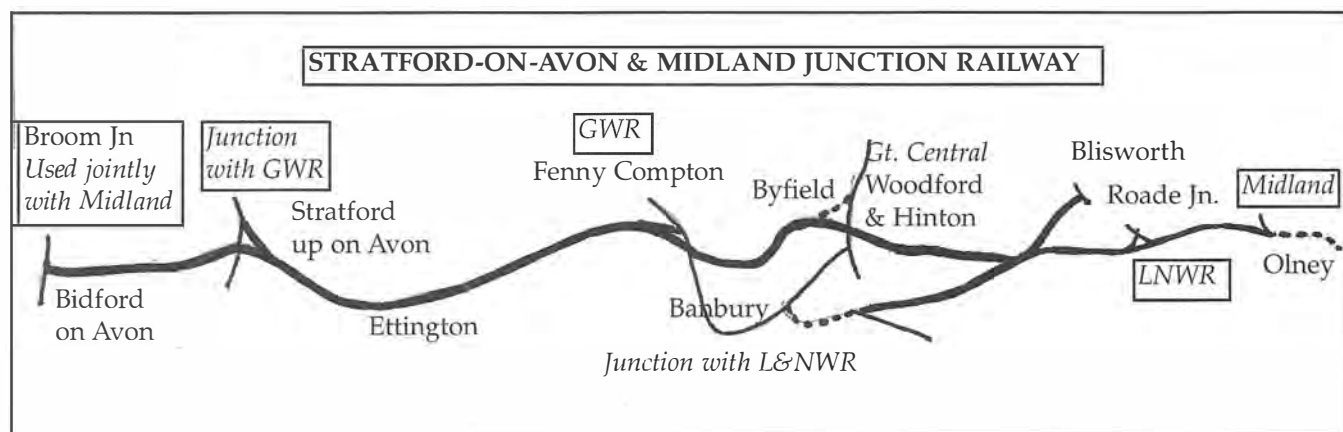 STRATFORD-ON-AVON & MIDLAND JUNCTION RAILWAY
Broom Jn
Used jointly
with Midland
Junction
with GWR
GWR
Fenny Compton
Gt. Central
Woodford
& Hinton
Byfield
Blisworth
Roade Jn.
Midland
Stratford
up on Avon
Bidford
on Avon
Ettington
Banbury
LNWR
Olney
Junction with L&NWR